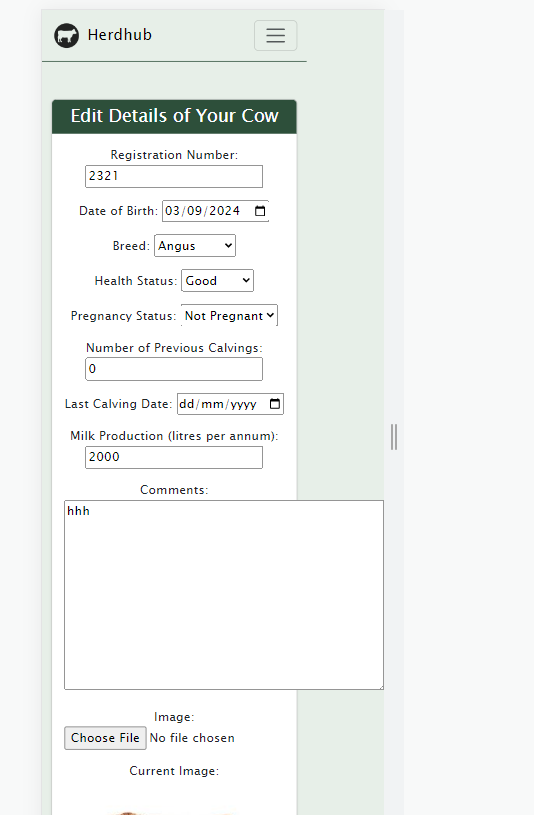 Herdhub
Edit Details of Your Cow
Registration Number:
2321
Date of Birth: 03/09/2024
Breed: Angus
Health Status: Good
Pregnancy Status: Not Pregnant
Number of Previous Calvings:
0
Last Calving Date: dd/mm/yyyy
Milk Production (litres per annum):
2000
Comments:
hhh
Image:
Choose File No file chosen
Current Image: